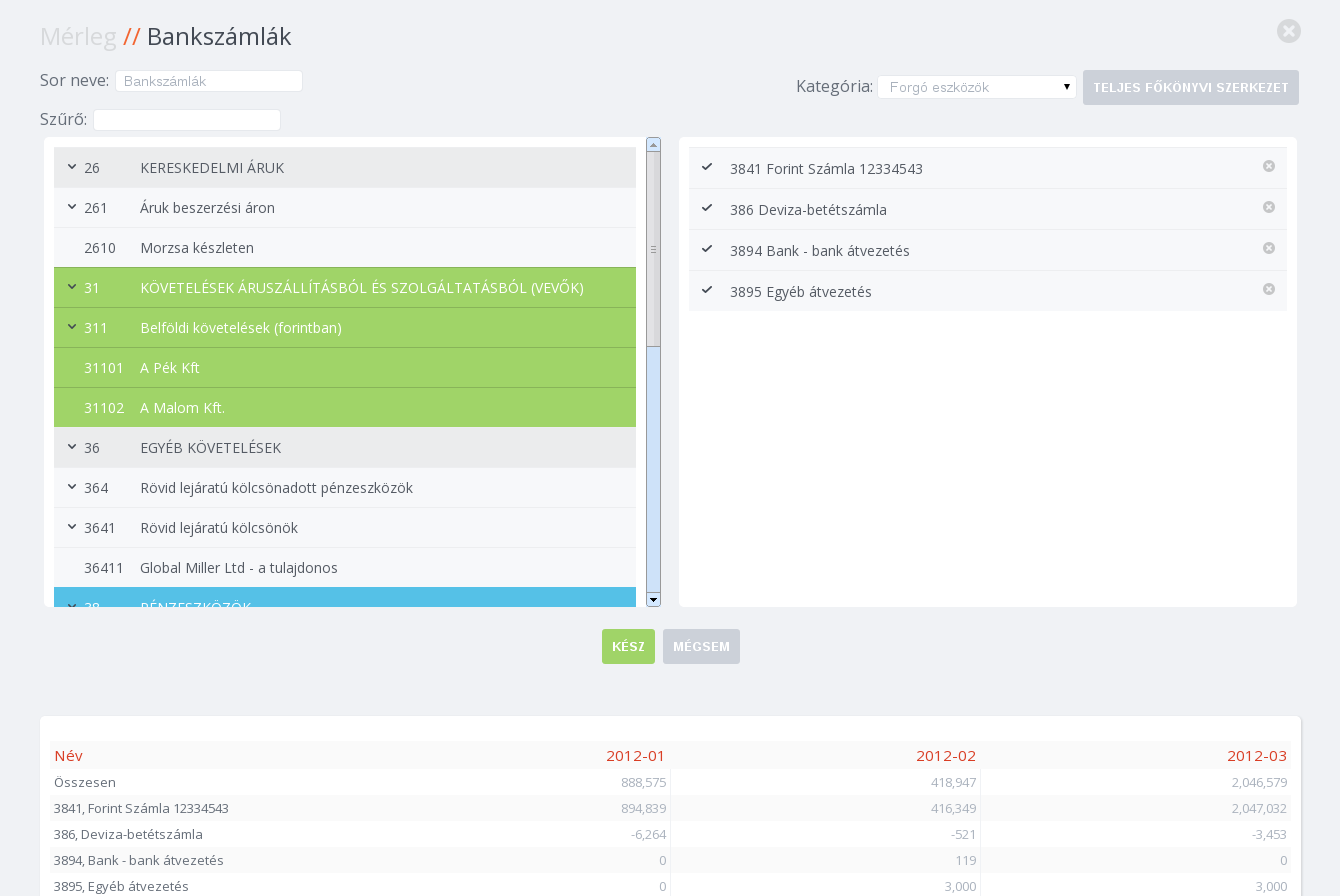 Mérleg // Bankszámlák
Sor neve: Bankszámlák
Kategória: Forgó eszközök TELJES FŐKÖNYVI SZERKEZET
Szűrő:
26 KERESKEDELMI ÁRUK
261 Áruk beszerzési áron
2610 Morzsa készleten
31 KÖVETELÉSEK ÁRUSZÁLLÍTÁSBÓL ÉS SZOLGÁLTATÁSBÓL (VEVŐK)
311 Belföldi követelések (forintban)
31101 A Pék Kft
31102 A Malom Kft.
36 EGYÉB KÖVETELÉSEK
364 Rövid lejáratú kölcsönadott pénzeszközök
3641 Rövid lejáratú kölcsönök
36411 Global Miller Ltd - a tulajdonos
38 PÉNZESZKÖZÖK
3841 Forint Számla 12334543
386 Deviza-betétszámla
3894 Bank - bank átvezetés
3895 Egyéb átvezetés
KÉSZ MÉGSEM
Név 2012-01 2012-02 2012-03
Összesen 888,575 418,947 2,046,579
3841, Forint Számla 12334543 894,839 416,349 2,047,032
386, Deviza-betétszámla -6,264 -521 -3,453
3894, Bank - bank átvezetés 0 119 0
3895, Egyéb átvezetés 0 3,000 3,000